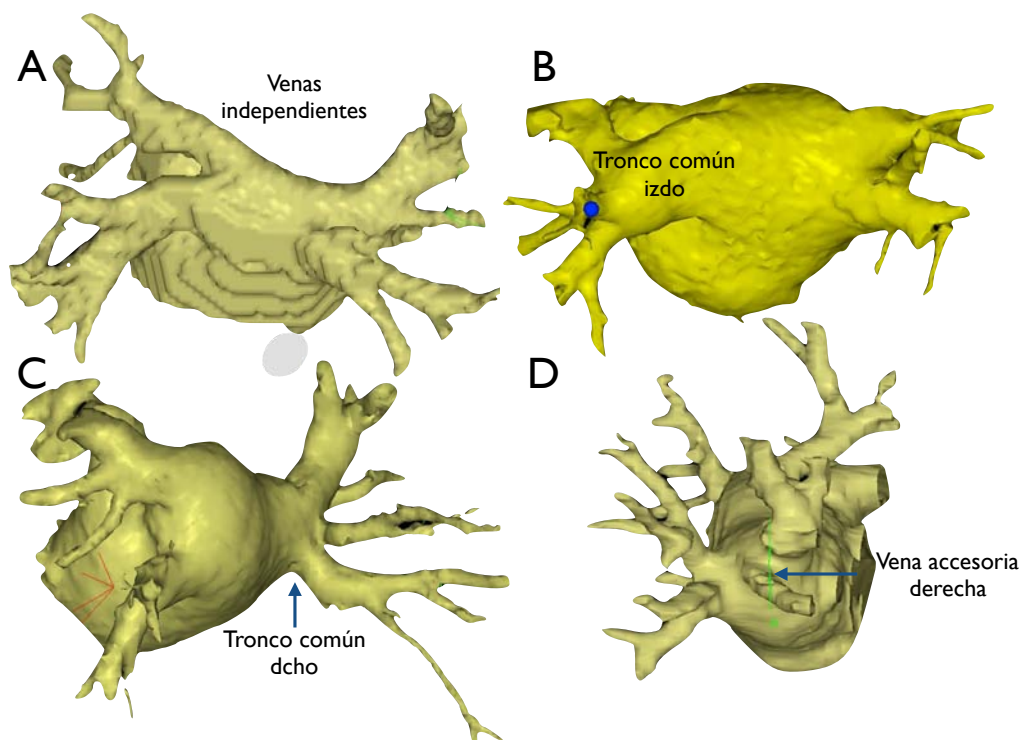 A
Venas
independientes
B
Tronco común
izdo
C
Tronco común
dcho
D
Vena accesoria
derecha